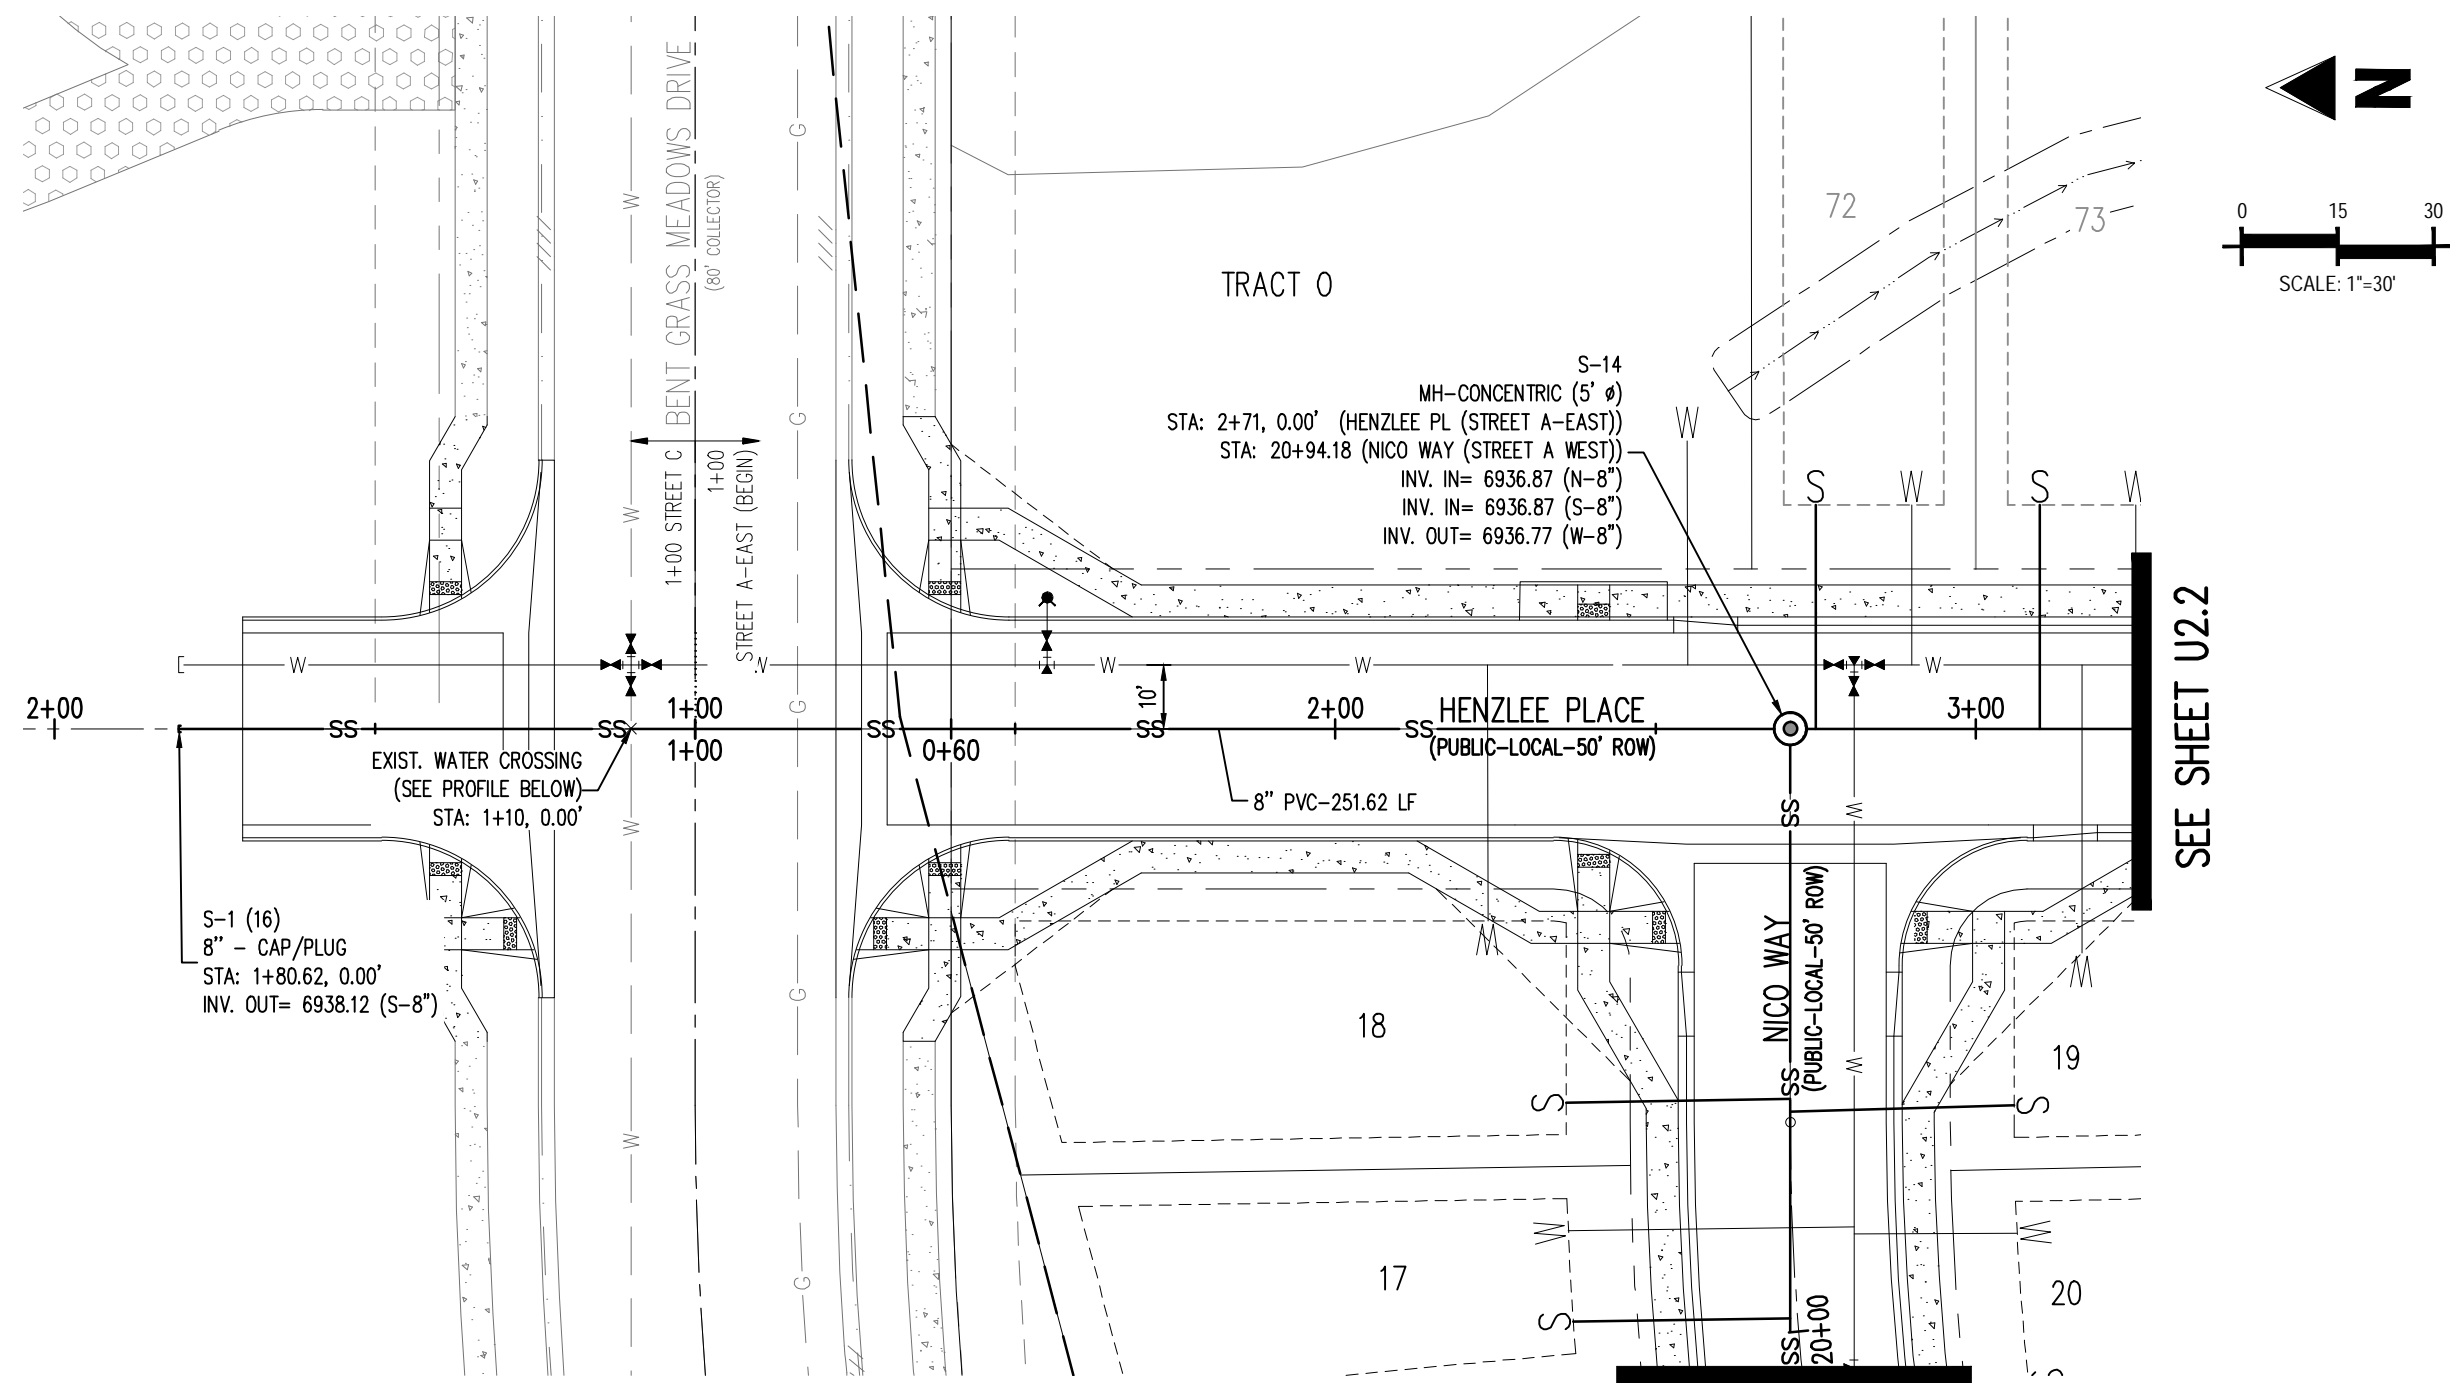 BENT GRASS MEADOWS DRIVE
(80' COLLECTOR)
1+00 STREET C
1+00
STREET A-EAST (BEGIN)
N
0 15 30
SCALE: 1"=30'
TRACT O
72
73
S-14
MH-CONCENTRIC (5' ø)
STA: 2+71, 0.00' (HENZLEE PL (STREET A-EAST))
STA: 20+94.18 (NICO WAY (STREET A WEST))
INV. IN= 6936.87 (N-8")
INV. IN= 6936.87 (S-8")
INV. OUT= 6936.77 (W-8")
W
S W S W
G
G
W
W
W W W W W
10'
2+00 1+00 2+00 HENZLEE PLACE 3+00
SS SS SS SS SS
1+00 0+60 (PUBLIC-LOCAL-50' ROW)
EXIST. WATER CROSSING
(SEE PROFILE BELOW)
STA: 1+10, 0.00'
8" PVC-251.62 LF
SEE SHEET U2.2
S-1 (16)
8" - CAP/PLUG
STA: 1+80.62, 0.00'
INV. OUT= 6938.12 (S-8")
G
W
G
W
G
SS
W
NICO WAY
(PUBLIC-LOCAL-50' ROW)
W
W
18
19
SS
W
S
S
W
W
17
20
S
SS
20+00